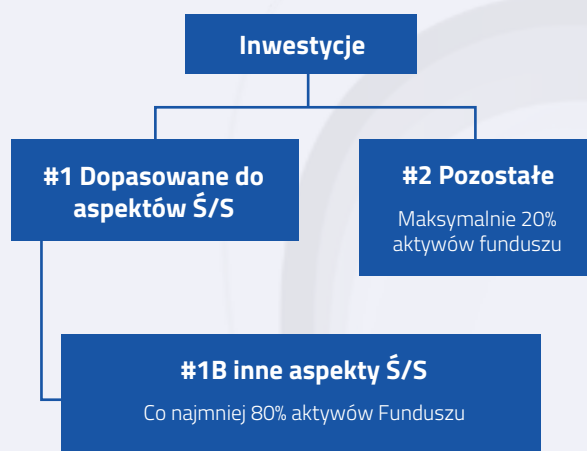 Inwestycje
#1 Dopasowane do
aspektów Ś/S
#2 Pozostałe
Maksymalnie 20%
aktywów funduszu
#1B inne aspekty Ś/S
Co najmniej 80% aktywów Funduszu